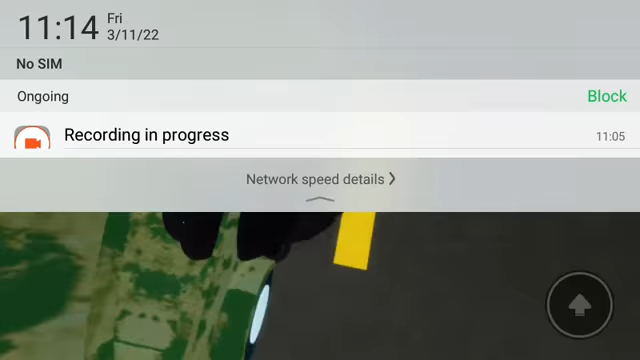 11:14
Fri
3/11/22
No SIM
Ongoing
Block
Recording in progress
11:05
Network speed details